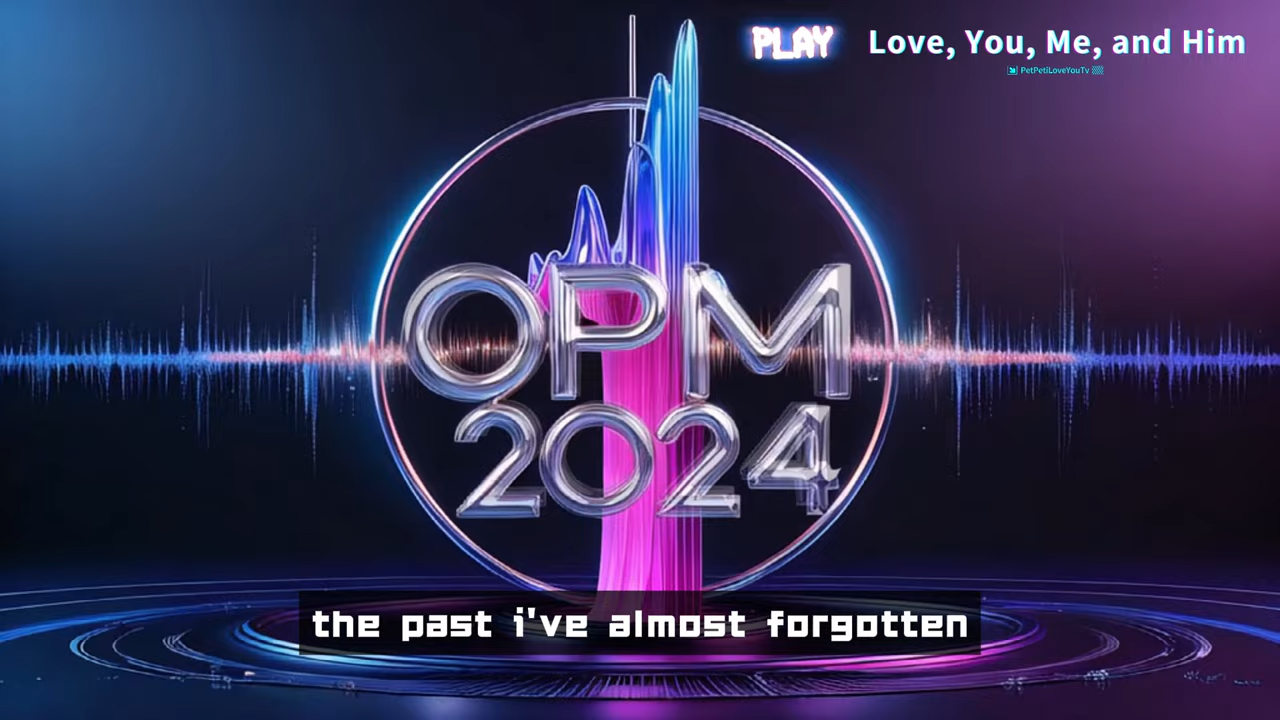 PLAY
Love, You, Me, and Him
PetPetiLoveYouTv
OPM
2024
the past i've almost forgotten